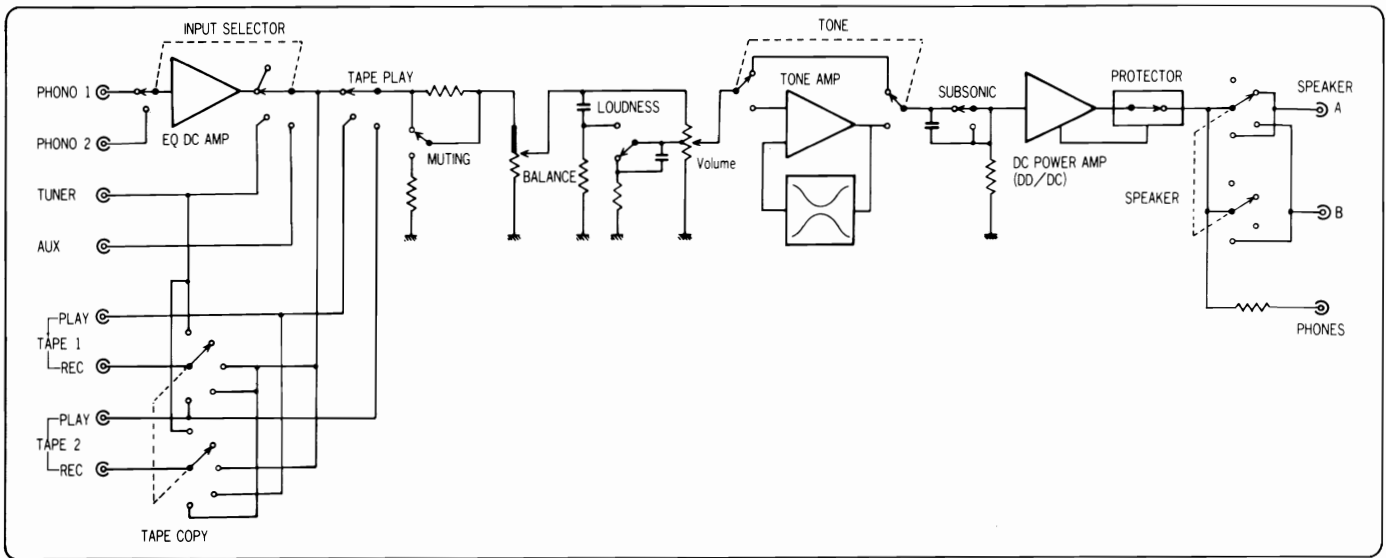 INPUT SELECTOR
PHONO 1
PHONO 2
EQ DC AMP
TUNER
AUX
PLAY
TAPE 1
REC
PLAY
TAPE 2
REC
TAPE COPY
TAPE PLAY
MUTING
BALANCE
LOUDNESS
Volume
TONE
TONE AMP
SUBSONIC
DC POWER AMP
(DD/DC)
PROTECTOR
SPEAKER
SPEAKER
A
B
PHONES